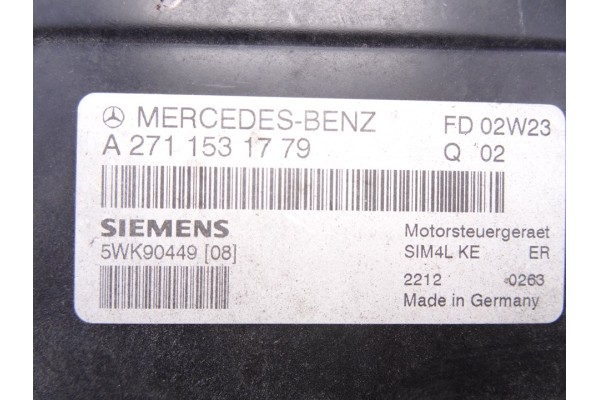 MERCEDES-BENZ FD 02W23
A 271 153 17 79 Q 02
SIEMENS Motorsteuergeraet
5WK90449 [08] SIM4L KE ER
2212 0263
Made in Germany